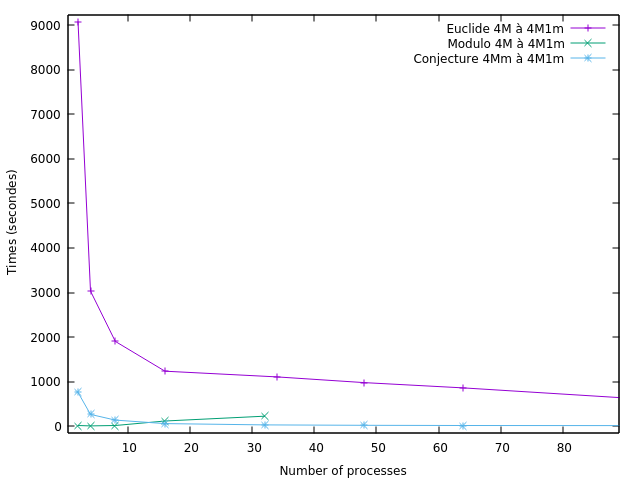 Euclide 4M à 4M1m
Modulo 4M à 4M1m
Conjecture 4Mm à 4M1m
9000
8000
7000
6000
5000
4000
3000
2000
1000
0
Times (secondes)
10 20 30 40 50 60 70 80
Number of processes